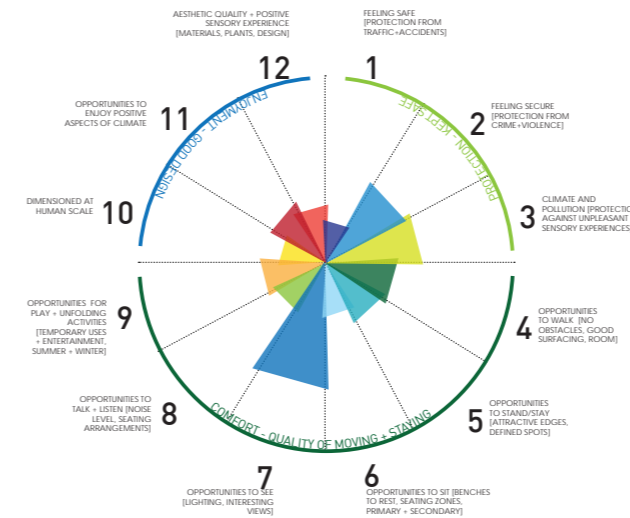 AESTHETIC QUALITY + POSITIVE
SENSORY EXPERIENCE
[MATERIALS, PLANTS, DESIGN]
12
FEELING SAFE
[PROTECTION FROM
TRAFFIC+ACCIDENTS]
1
FEELING SECURE
[PROTECTION FROM
CRIME+VIOLENCE]
2
CLIMATE AND
POLLUTION [PROTECTIO
AGAINST UNPLEASANT
SENSORY EXPERIENCES
3
OPPORTUNITIES
TO WALK [NO
OBSTACLES, GOOD
SURFACING, ROOM]
4
OPPORTUNITIES
TO STAND/STAY
[ATTRACTIVE EDGES,
DEFINED SPOTS]
5
6
OPPORTUNITIES TO SIT [BENCHES
TO REST, SEATING ZONES,
PRIMARY + SECONDARY]
7
OPPORTUNITIES TO SEE
[LIGHTING, INTERESTING
VIEWS]
OPPORTUNITIES TO
TALK + LISTEN [NOISE
LEVEL, SEATING
ARRANGEMENTS]
8
OPPORTUNITIES FOR
PLAY + UNFOLDING
ACTIVITIES
[TEMPORARY USES
+ ENTERTAINMENT,
SUMMER + WINTER]
9
DIMENSIONED AT
HUMAN SCALE
10
OPPORTUNITIES TO
ENJOY POSITIVE
ASPECTS OF CLIMATE
11
ENJOYMENT - GOOD DESIGN
PROTECTION - KEPT SAFE
COMFORT - QUALITY OF MOVING + STAYING